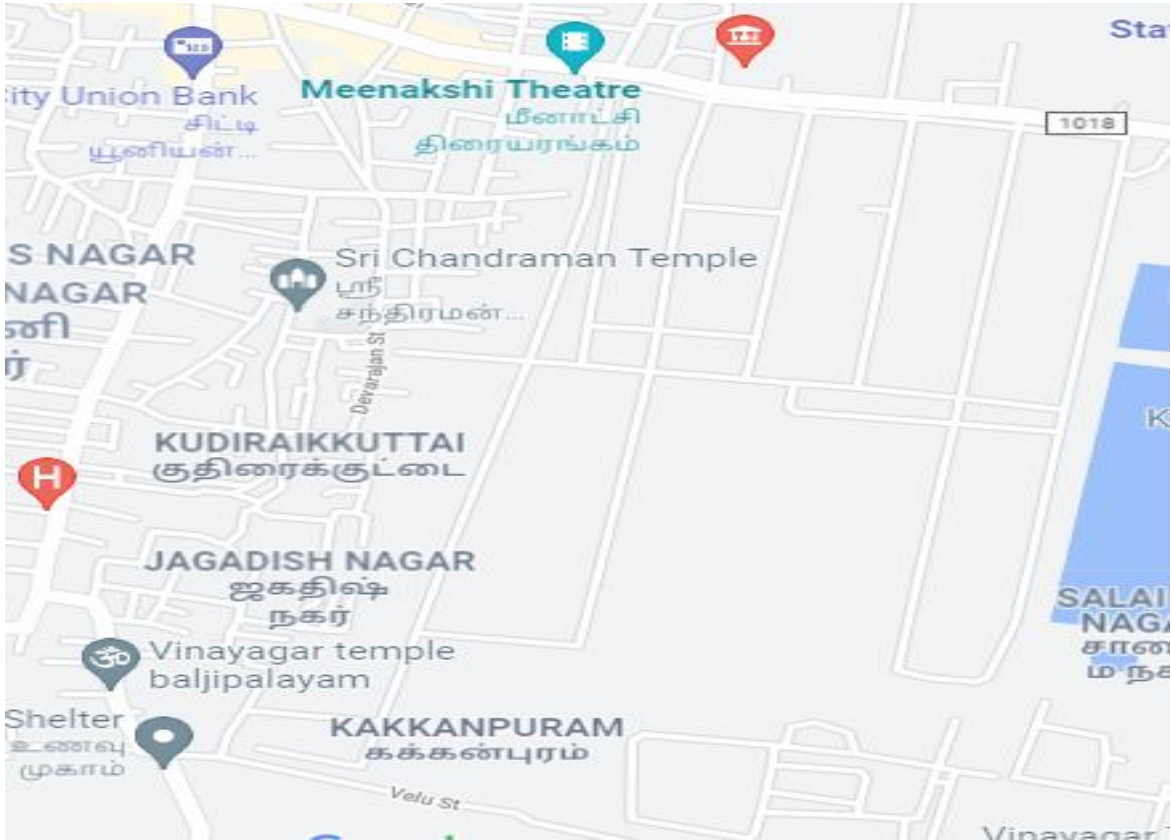 Sta
City Union Bank
சிட்டி
யூனியன்...
Meenakshi Theatre
மீனாட்சி
திரையரங்கம்
1018
S NAGAR
NAGAR
னி
ர்
Sri Chandraman Temple
ஸ்ரீ
சந்திரமன்...
Devarajan St
K
KUDIRAIKKUTTAI
குதிரைக்குட்டை
H
JAGADISH NAGAR
ஜகதிஷ்
நகர்
SALAI
NAGA
சாலை
ம நக
Vinayagar temple
baljipalayam
Shelter
உணவு
முகாம்
KAKKANPURAM
கக்கன்புரம்
Velu St
Vinayagar